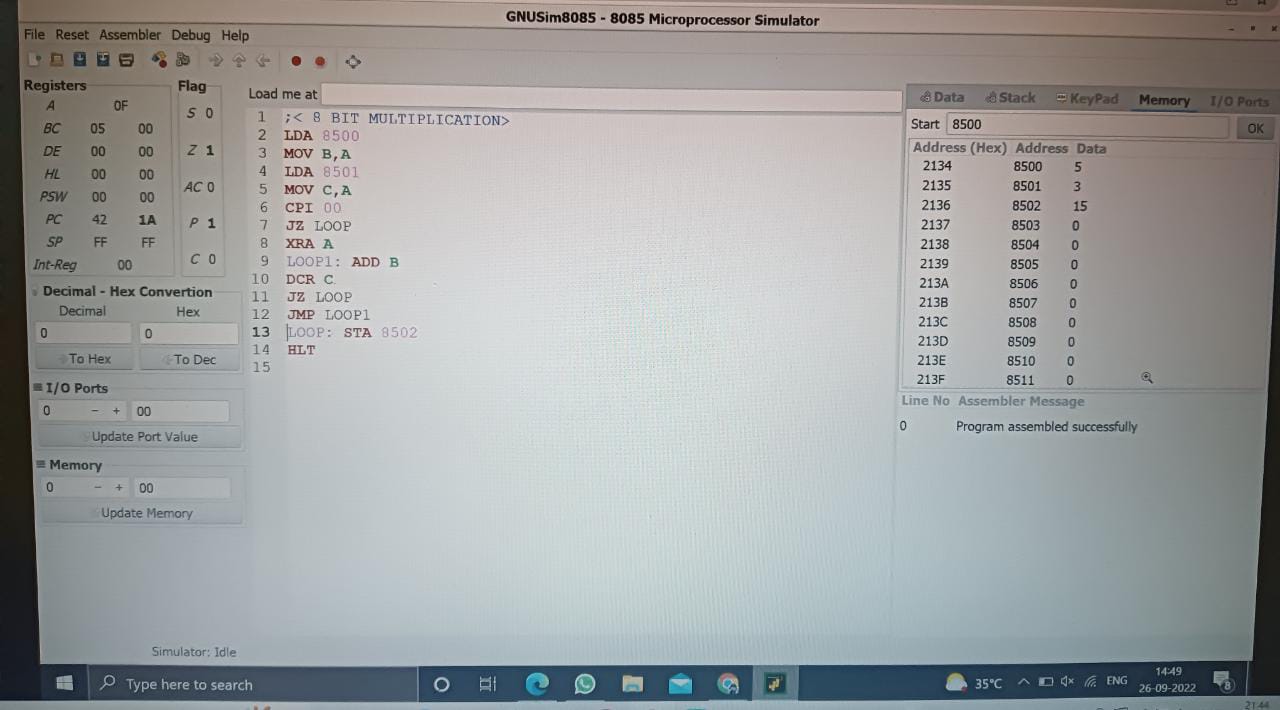 GNUSim8085 - 8085 Microprocessor Simulator
File Reset Assembler Debug Help
Registers
A 0F
BC 05 00
DE 00 00
HL 00 00
PSW 00 00
PC 42 1A
SP FF FF
Int-Reg 00
Flag
S 0
Z 1
AC 0
P 1
C 0
Decimal - Hex Convertion
Decimal Hex
0 0
To Hex To Dec
I/O Ports
0 - + 00
Update Port Value
Memory
0 - + 00
Update Memory
Load me at
1 ;< 8 BIT MULTIPLICATION>
2 LDA 8500
3 MOV B,A
4 LDA 8501
5 MOV C,A
6 CPI 00
7 JZ LOOP
8 XRA A
9 LOOP1: ADD B
10 DCR C
11 JZ LOOP
12 JMP LOOP1
13 LOOP: STA 8502
14 HLT
15
Data Stack KeyPad Memory I/O Ports
Start 8500 OK
Address (Hex) Address Data
2134 8500 5
2135 8501 3
2136 8502 15
2137 8503 0
2138 8504 0
2139 8505 0
213A 8506 0
213B 8507 0
213C 8508 0
213D 8509 0
213E 8510 0
213F 8511 0
Line No Assembler Message
0 Program assembled successfully
Simulator: Idle
Type here to search
35°C ENG
14:49
26-09-2022
8
21:44